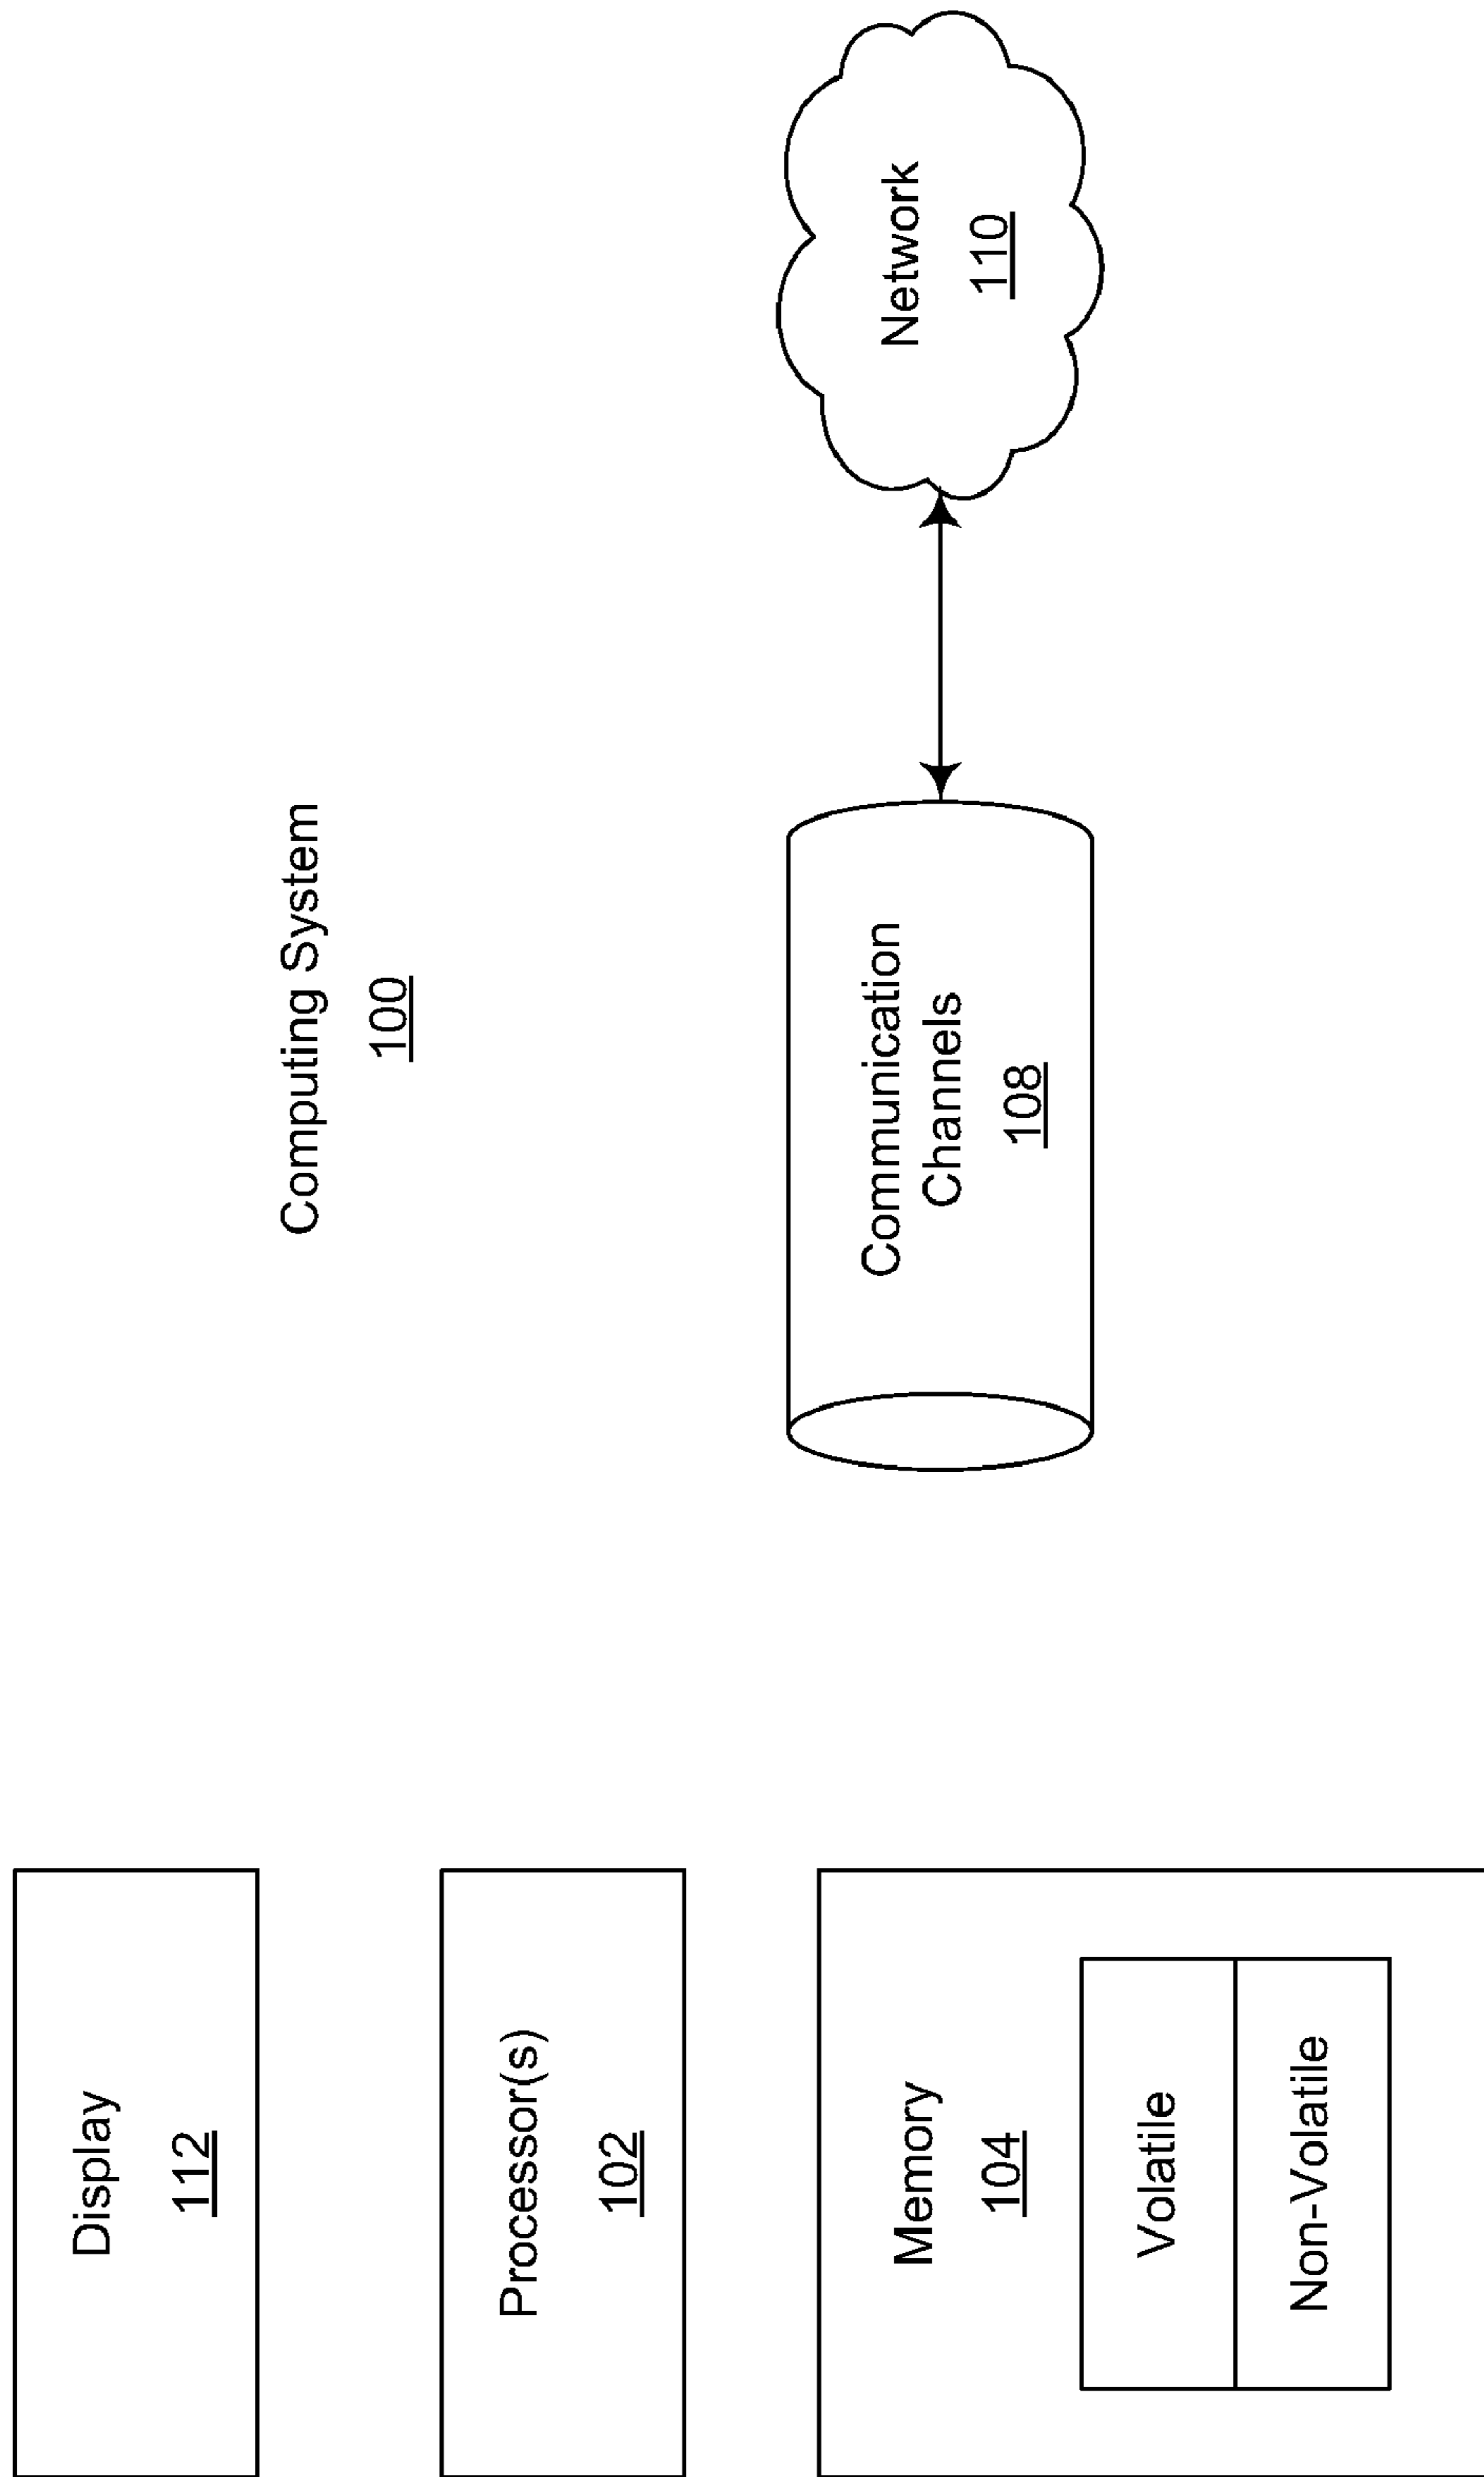 Computing System
100
Display
112
Processor(s)
102
Memory
104
Volatile
Non-Volatile
Communication
Channels
108
Network
110